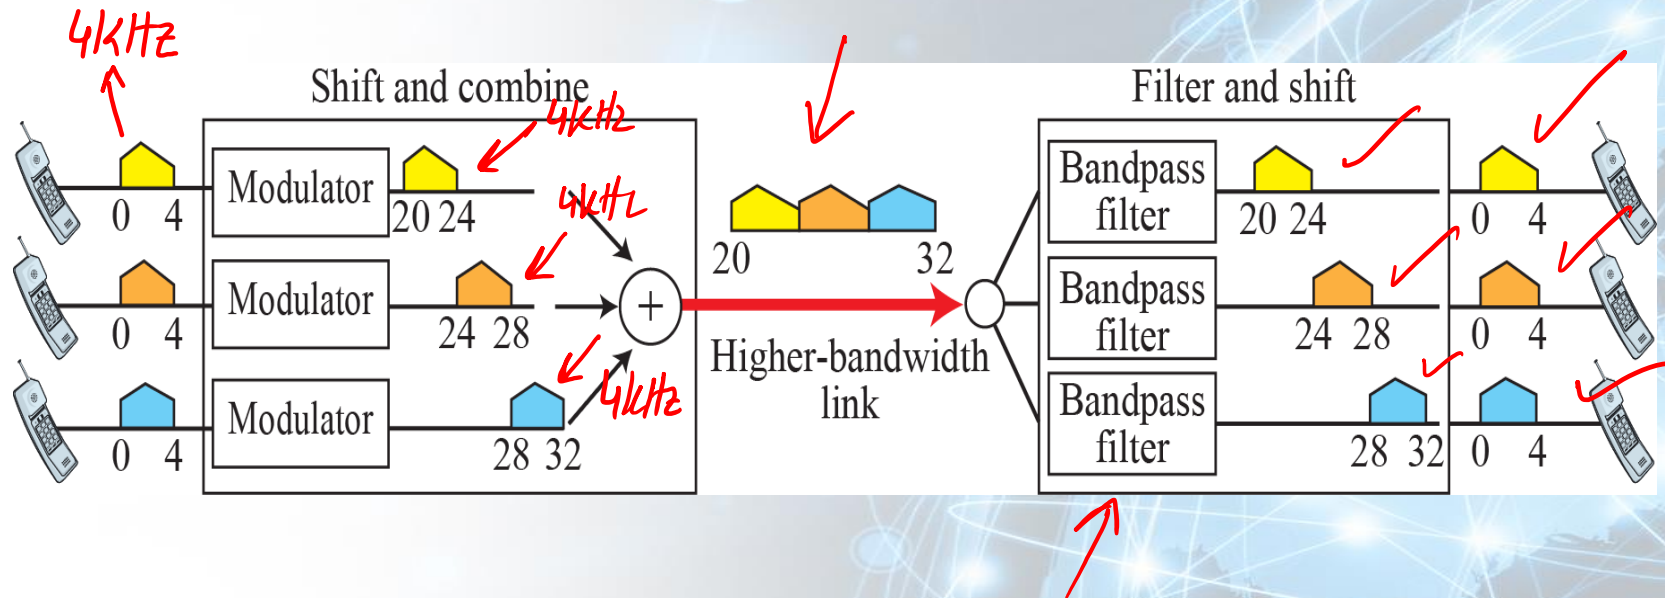 4KHz
Shift and combine
Filter and shift
4KHz
0 4
Modulator
20 24
Bandpass
filter
20 24
0 4
4KHz
20 32
0 4
Modulator
24 28
+
Higher-bandwidth
link
Bandpass
filter
24 28
0 4
4KHz
0 4
Modulator
28 32
Bandpass
filter
28 32
0 4